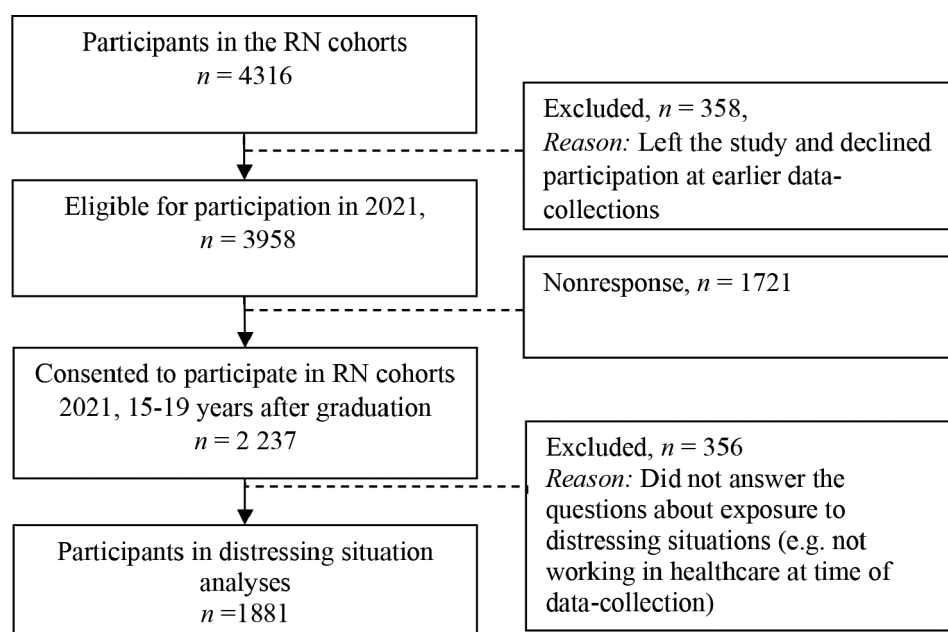 Participants in the RN cohorts
n = 4316
Excluded, n = 358,
Reason: Left the study and declined
participation at earlier data-
collections
Eligible for participation in 2021,
n = 3958
Nonresponse, n = 1721
Consented to participate in RN cohorts
2021, 15-19 years after graduation
n = 2 237
Excluded, n = 356
Reason: Did not answer the
questions about exposure to
distressing situations (e.g. not
working in healthcare at time of
data-collection)
Participants in distressing situation
analyses
n =1881